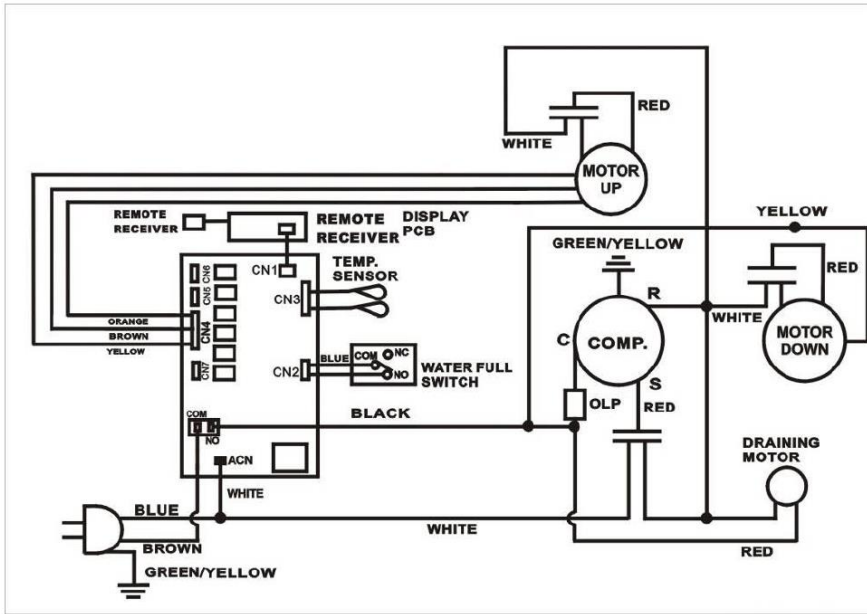 RED
WHITE
MOTOR
UP
REMOTE
RECEIVER
REMOTE
RECEIVER
DISPLAY
PCB
YELLOW
GREEN/YELLOW
CN1
TEMP.
SENSOR
CN6
CN5
CN3
R
RED
WHITE
MOTOR
DOWN
ORANGE
BROWN
YELLOW
CN4
CN7
CN2
BLUE
COM
NC
NO
WATER FULL
SWITCH
C
COMP.
S
RED
OLP
COM
NO
BLACK
ACN
WHITE
DRAINING
MOTOR
BLUE
BROWN
WHITE
RED
GREEN/YELLOW